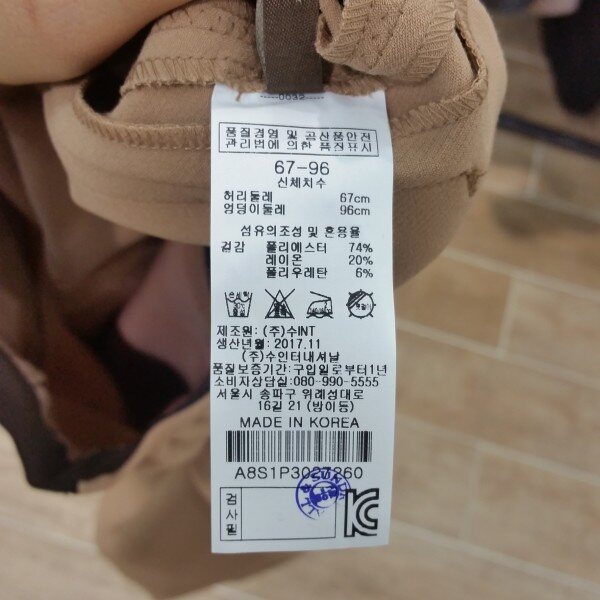 ----0032----
품질경영 및 공산품안전
관리법에 의한 품질표시
67-96
신체치수
허리둘레 67cm
엉덩이둘레 96cm
섬유의조성 및 혼용율
겉감 폴리에스터 74%
레이온 20%
폴리우레탄 6%
제조원: (주)수INT
생산년월: 2017.11
(주)수인터내셔날
품질보증기간:구입일로부터1년
소비자상담실:080-990-5555
서울시 송파구 위례성대로
16길 21 (방이동)
MADE IN KOREA
A8S1P3027260
검사필